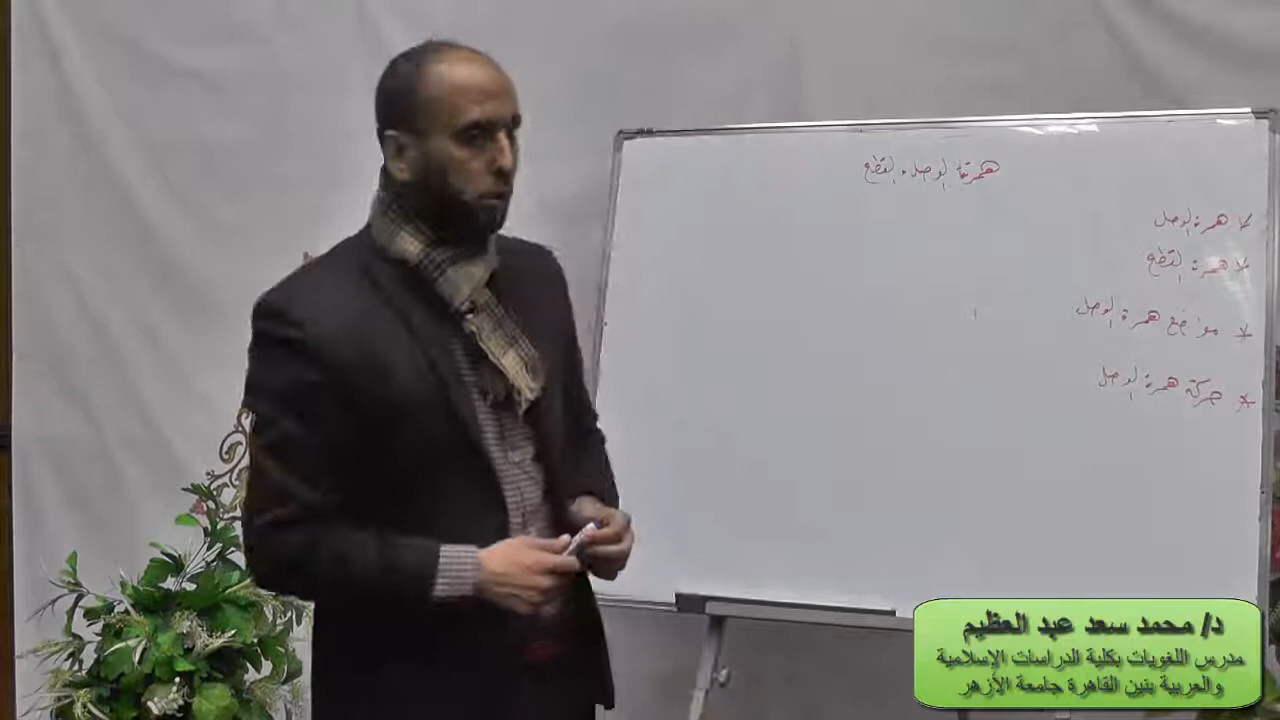 همزتا الوصل والقطع
* همزة الوصل
* همزة القطع
* مواضع همزة الوصل
* حركة همزة الوصل
د/ محمد سعد عبد العظيم
مدرس اللغويات بكلية الدراسات الإسلامية
والعربية بنين القاهرة جامعة الأزهر